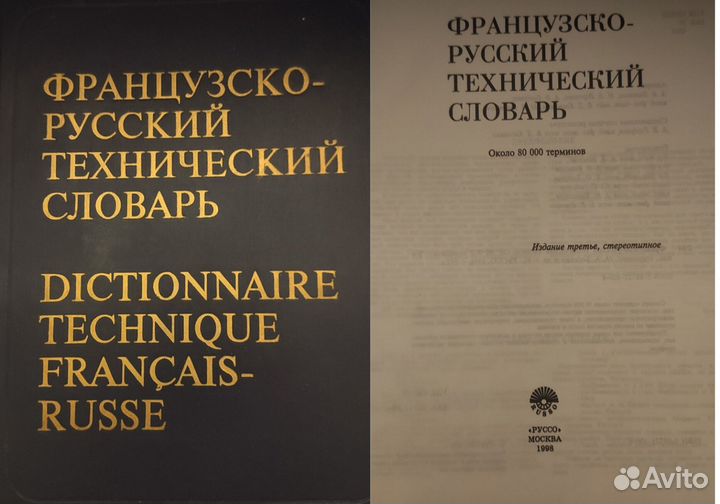 ФРАНЦУЗСКО-
РУССКИЙ
ТЕХНИЧЕСКИЙ
СЛОВАРЬ
DICTIONNAIRE
TECHNIQUE
FRANÇAIS-
RUSSE
ФРАНЦУЗСКО-
РУССКИЙ
ТЕХНИЧЕСКИЙ
СЛОВАРЬ
Около 80 000 терминов
Издание третье, стереотипное
RUSSO
«РУССО»
МОСКВА
1998
Avito